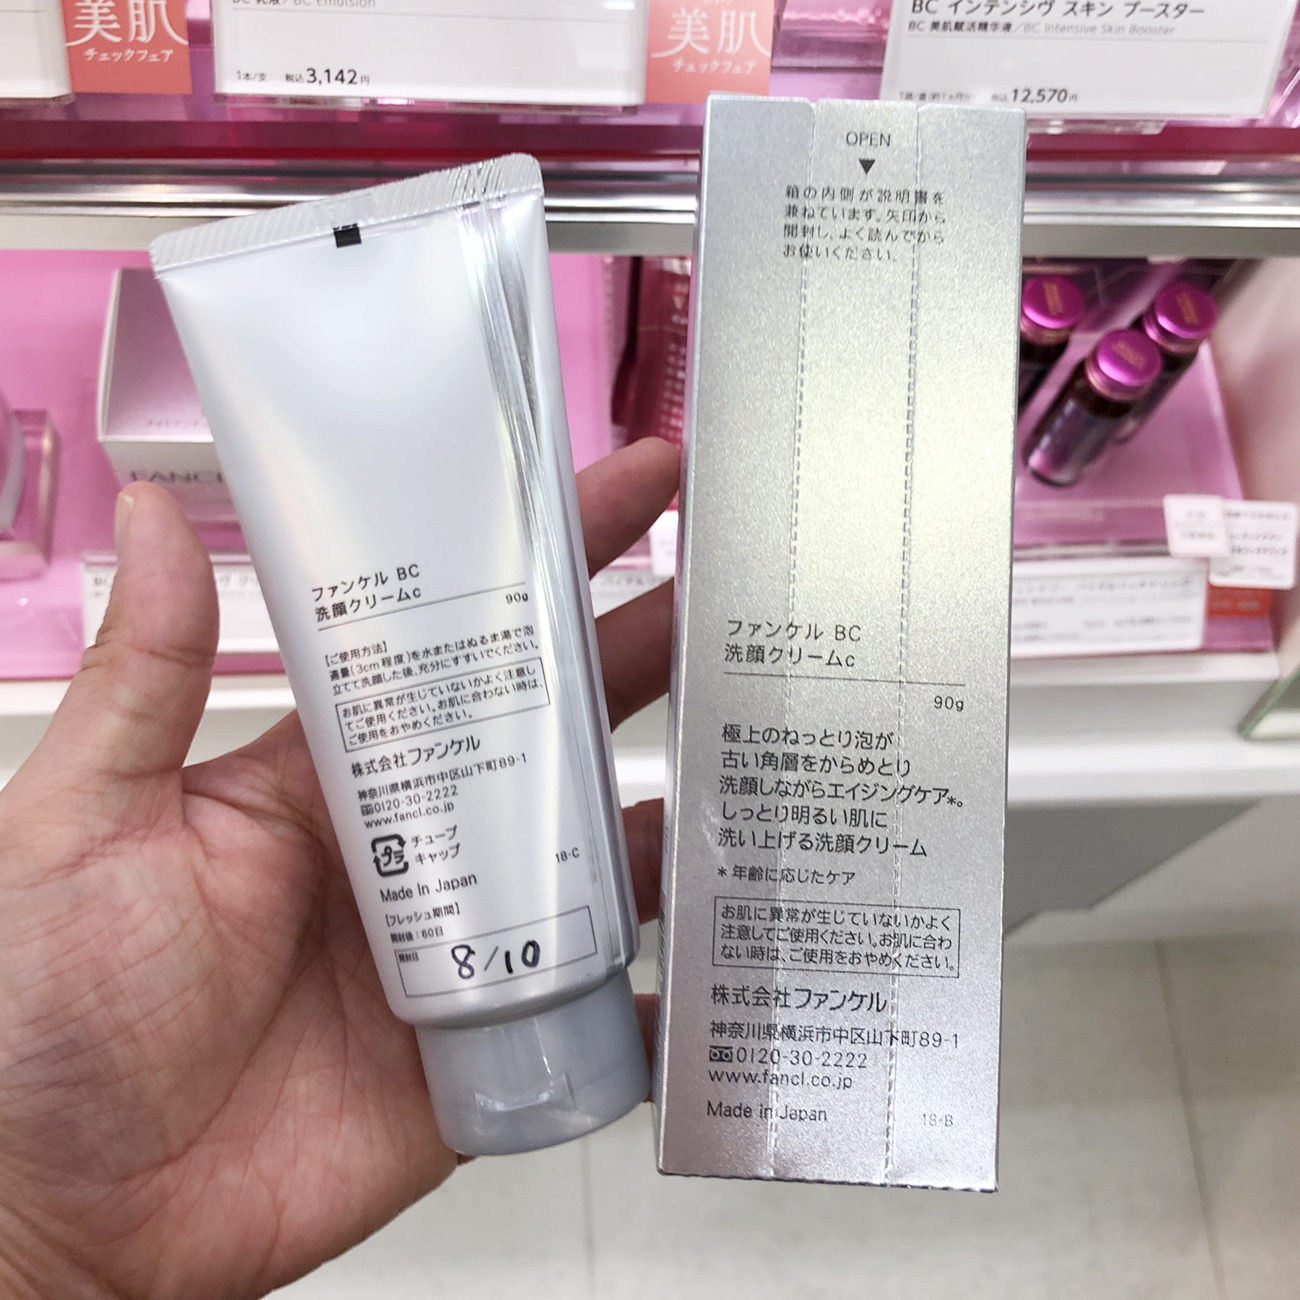 BC 乳液/BC Emulsion
1本/支 税込3,142円
美肌
チェックフェア
美肌
チェックフェア
BC インテンシヴ スキン ブースター
BC 美肌賦活精华液/BC Intensive Skin Booster
税込12,570円
FANCL
ファンケル BC
洗顔クリームc
90g
【ご使用方法】
適量(3cm程度)を水またはぬるま湯で泡
立てて洗顔した後、充分にすすいでください。
お肌に異常が生じていないかよく注意し
てご使用ください。お肌に合わない時は、
ご使用をおやめください。
株式会社ファンケル
神奈川県横浜市中区山下町89-1
0120-30-2222
www.fancl.co.jp
プラ
チューブ
キャップ
18-C
Made in Japan
【フレッシュ期間】
開封後:60日
開封日
8/10
OPEN
▼
箱の内側が説明書を
兼ねています。矢印から
開封し、よく読んでから
お使いください。
ファンケル BC
洗顔クリームc
90g
極上のねっとり泡が
古い角層をからめとり
洗顔しながらエイジングケア*。
しっとり明るい肌に
洗い上げる洗顔クリーム
*年齢に応じたケア
お肌に異常が生じていないかよく
注意してご使用ください。お肌に合わ
ない時は、ご使用をおやめください。
株式会社ファンケル
神奈川県横浜市中区山下町89-1
0120-30-2222
www.fancl.co.jp
Made in Japan
18-B